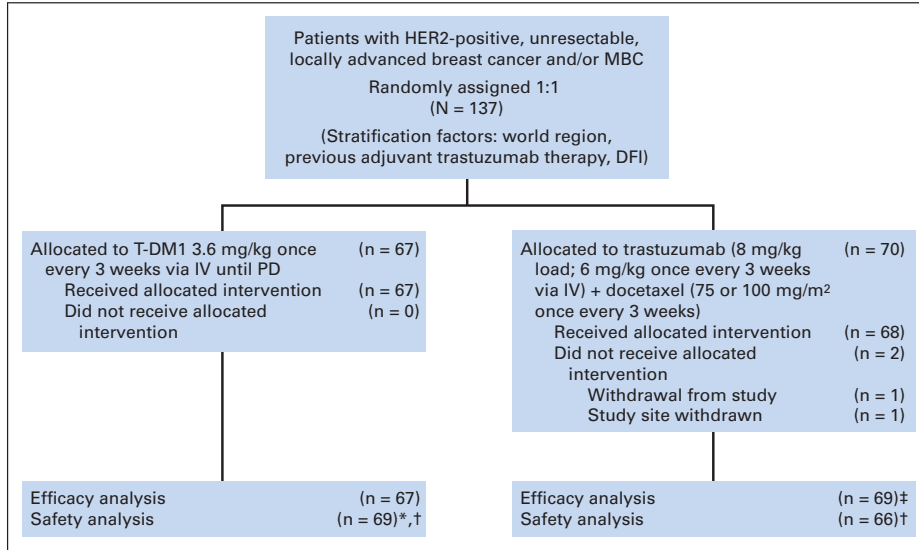 Patients with HER2-positive, unresectable,
locally advanced breast cancer and/or MBC
Randomly assigned 1:1
(N = 137)
(Stratification factors: world region,
previous adjuvant trastuzumab therapy, DFI)
Allocated to T-DM1 3.6 mg/kg once (n = 67)
every 3 weeks via IV until PD
Received allocated intervention (n = 67)
Did not receive allocated (n = 0)
intervention
Allocated to trastuzumab (8 mg/kg (n = 70)
load; 6 mg/kg once every 3 weeks
via IV) + docetaxel (75 or 100 mg/m²
once every 3 weeks)
Received allocated intervention (n = 68)
Did not receive allocated (n = 2)
intervention
Withdrawal from study (n = 1)
Study site withdrawn (n = 1)
Efficacy analysis (n = 67)
Safety analysis (n = 69)*,†
Efficacy analysis (n = 69)‡
Safety analysis (n = 66)†